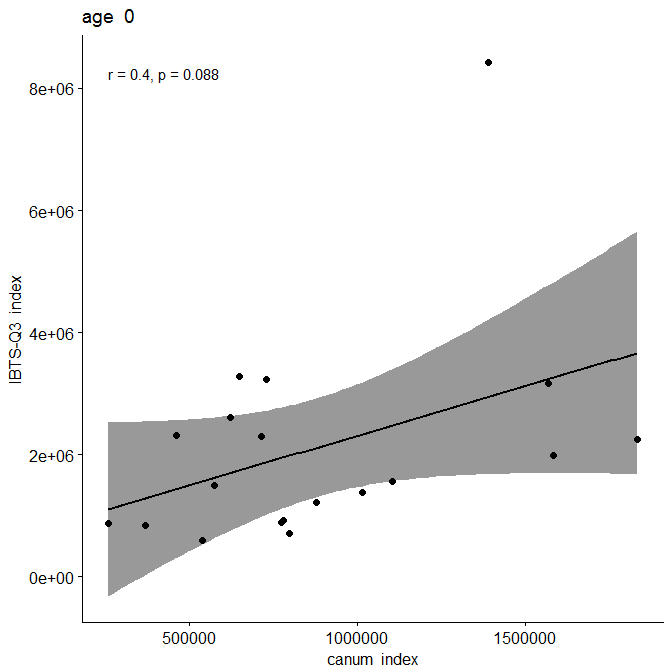 age 0
r = 0.4, p = 0.088
8e+06
6e+06
4e+06
2e+06
0e+00
IBTS-Q3 index
500000
1000000
1500000
canum index